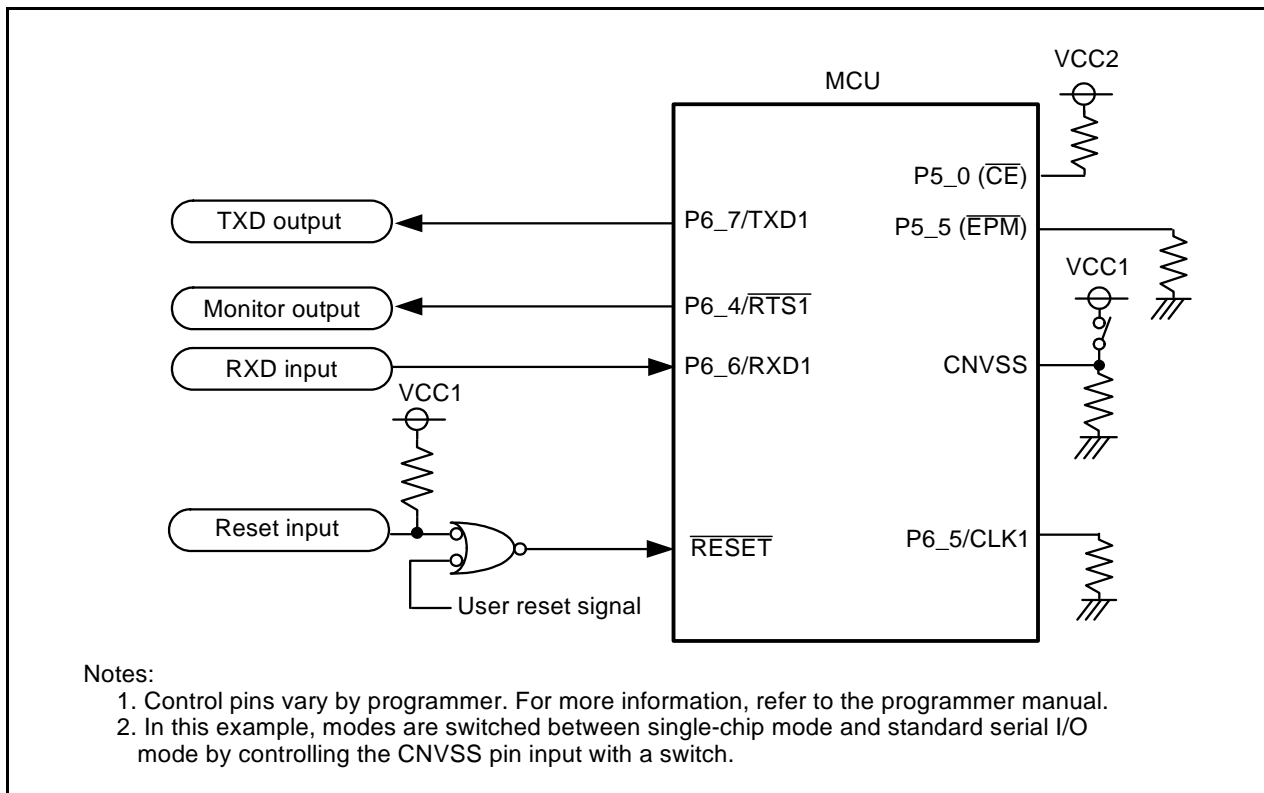 MCU
VCC2
P5_0 (CE)
TXD output
P6_7/TXD1
P5_5 (EPM)
VCC1
Monitor output
P6_4/RTS1
RXD input
P6_6/RXD1
CNVSS
VCC1
Reset input
RESET
P6_5/CLK1
User reset signal
Notes:
1. Control pins vary by programmer. For more information, refer to the programmer manual.
2. In this example, modes are switched between single-chip mode and standard serial I/O
mode by controlling the CNVSS pin input with a switch.